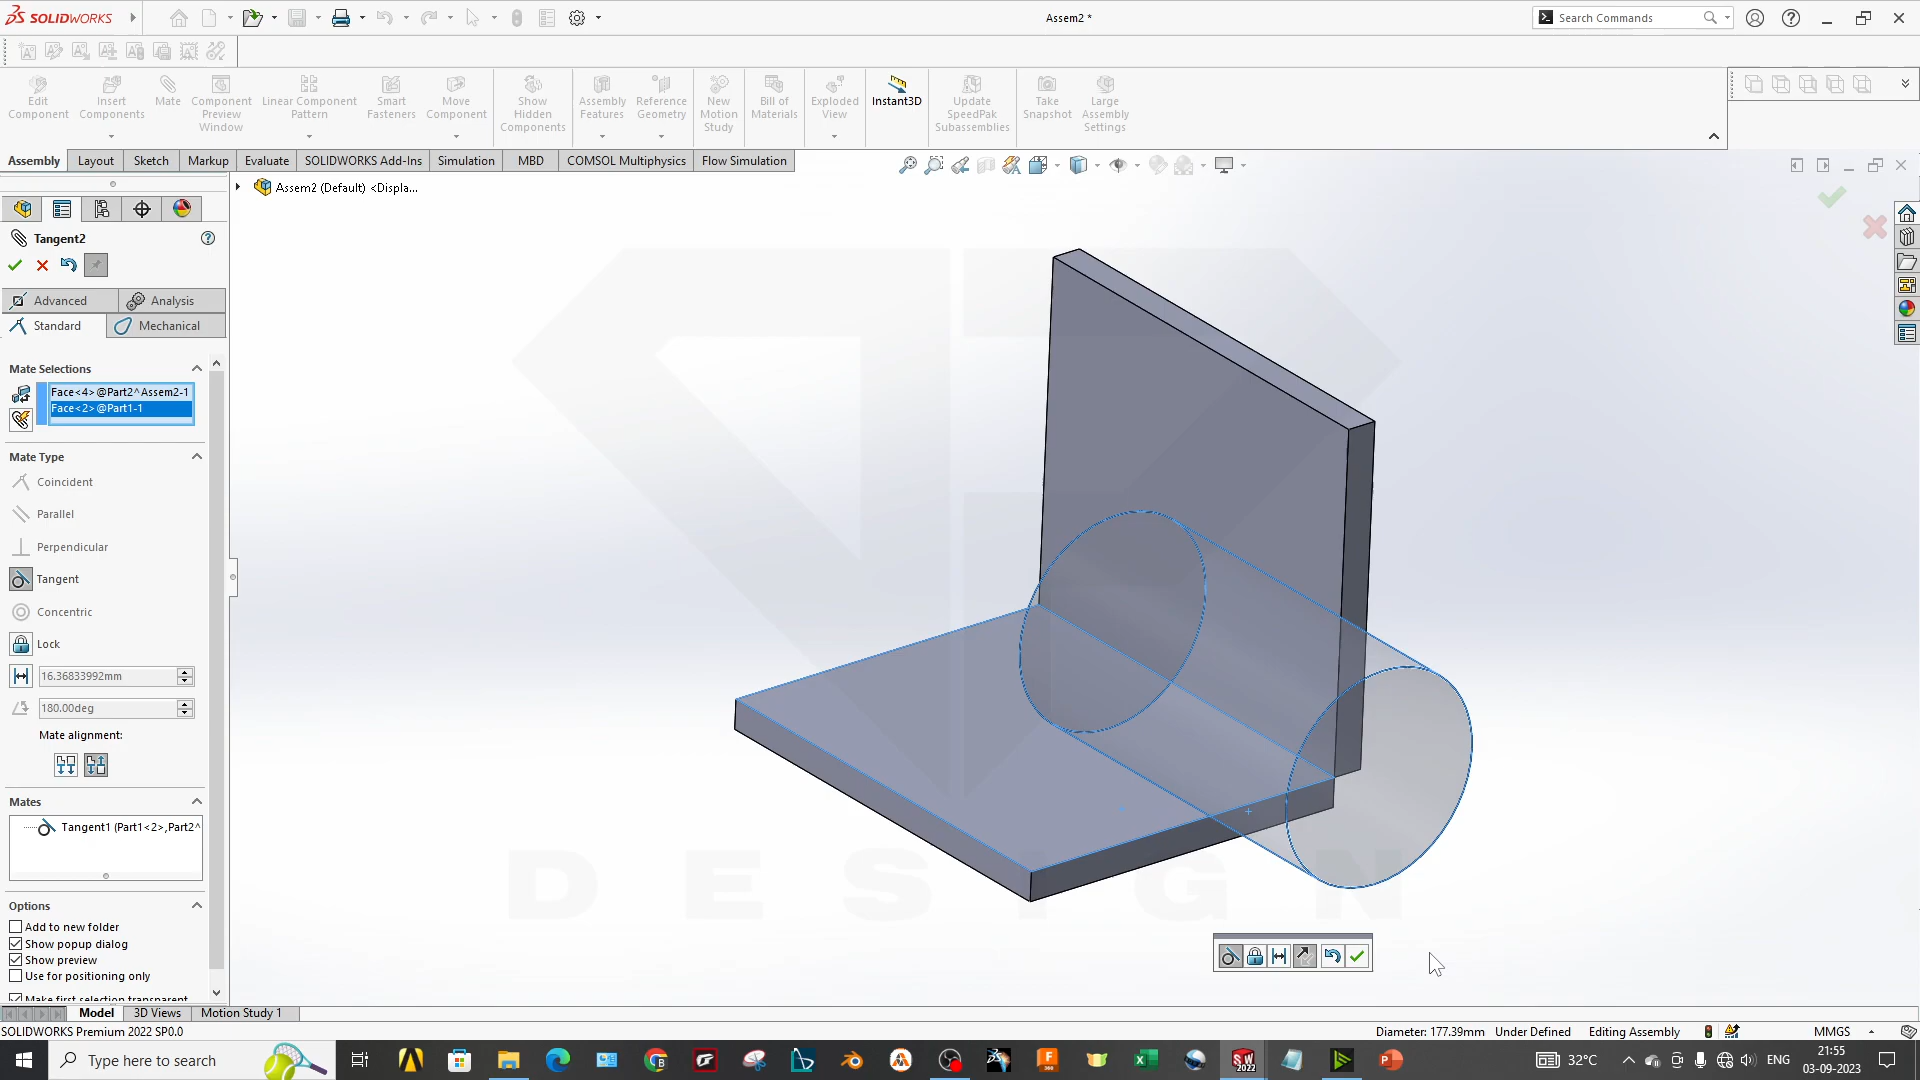 SOLIDWORKS
Assem2 *
Search Commands
Edit Component
Insert Components
Mate
Component Preview Window
Linear Component Pattern
Smart Fasteners
Move Component
Show Hidden Components
Assembly Features
Reference Geometry
New Motion Study
Bill of Materials
Exploded View
Instant3D
Update SpeedPak Subassemblies
Take Snapshot
Large Assembly Settings
Assembly
Layout
Sketch
Markup
Evaluate
SOLIDWORKS Add-Ins
Simulation
MBD
COMSOL Multiphysics
Flow Simulation
Assem2 (Default) <Displa...
Tangent2
Advanced
Analysis
Standard
Mechanical
Mate Selections
Face<4>@Part2^Assem2-1
Face<2>@Part1-1
Mate Type
Coincident
Parallel
Perpendicular
Tangent
Concentric
Lock
16.36833992mm
180.00deg
Mate alignment:
Mates
Tangent1 (Part1<2>,Part2^
Options
Add to new folder
Show popup dialog
Show preview
Use for positioning only
Make first selection transparent
DESIGN
Model
3D Views
Motion Study 1
SOLIDWORKS Premium 2022 SP0.0
Diameter: 177.39mm
Under Defined
Editing Assembly
MMGS
Type here to search
SW 2022
32°C
ENG
21:55
03-09-2023